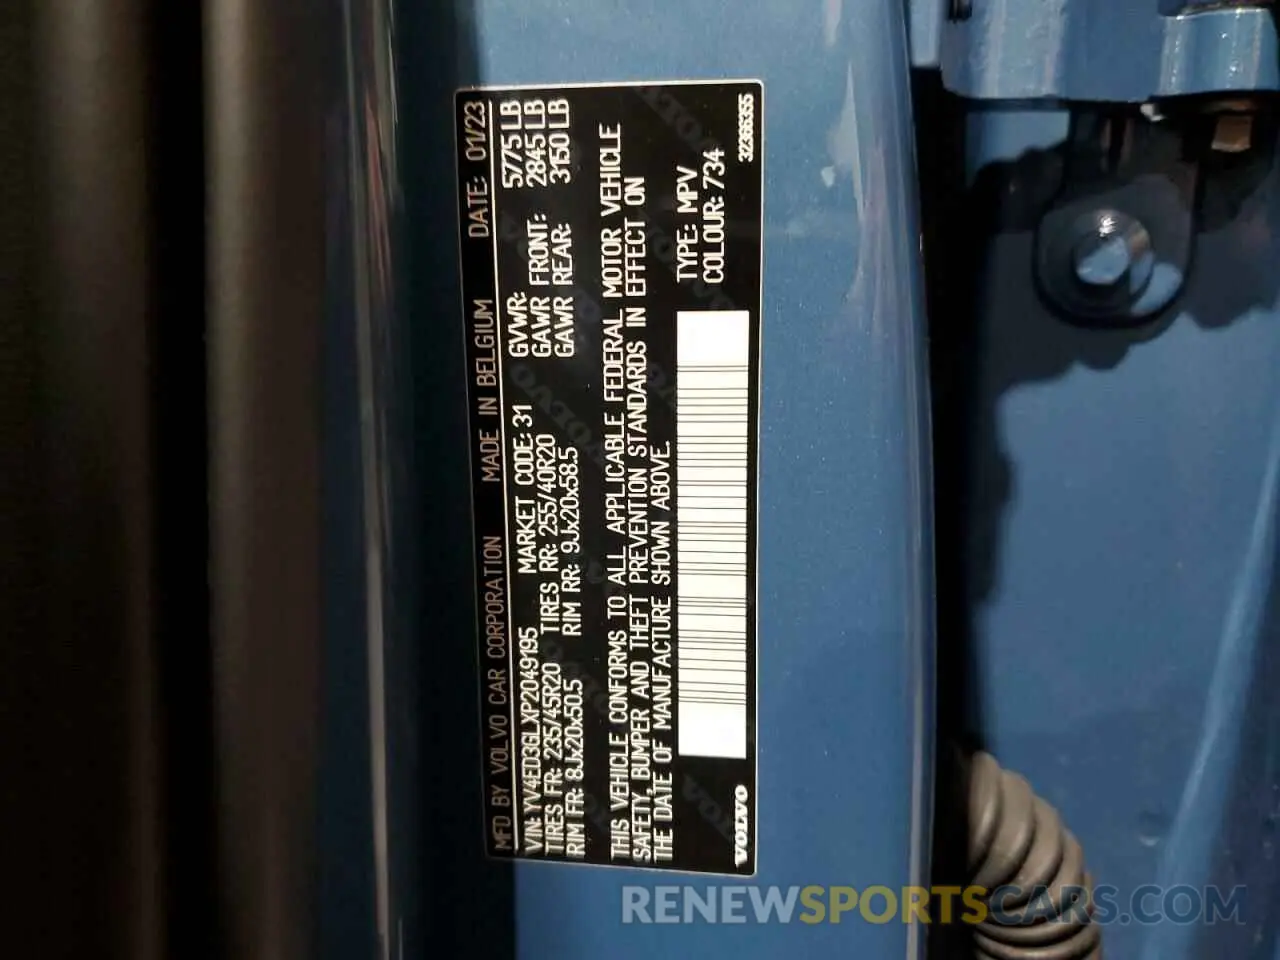 MFD BY VOLVO CAR CORPORATION MADE IN BELGIUM DATE: 01/23
VIN: YV4ED3GLXP2049195 MARKET CODE: 31 GVWR: 5775 LB
TIRES FR: 235/45R20 TIRES RR: 255/40R20 GAWR FRONT: 2845 LB
RIM FR: 8Jx20x50.5 RIM RR: 9Jx20x58.5 GAWR REAR: 3150 LB
THIS VEHICLE CONFORMS TO ALL APPLICABLE FEDERAL MOTOR VEHICLE
SAFETY, BUMPER AND THEFT PREVENTION STANDARDS IN EFFECT ON
THE DATE OF MANUFACTURE SHOWN ABOVE.
TYPE: MPV
COLOUR: 734
VOLVO
32366355
RENEWSPORTSCARS.COM